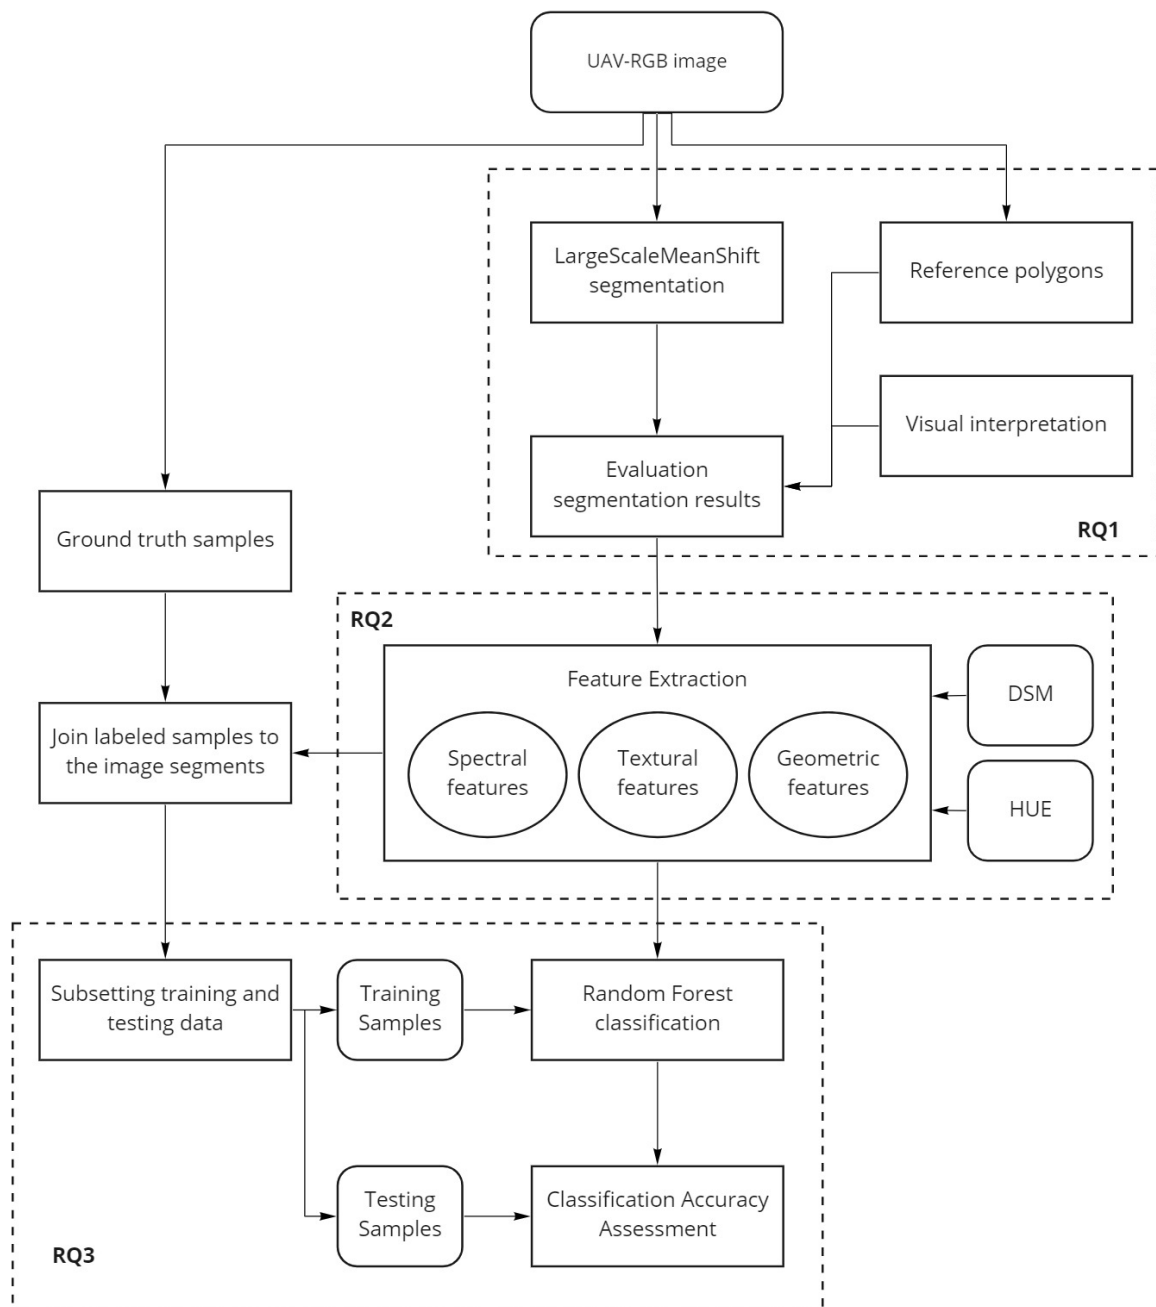 UAV-RGB image
LargeScaleMeanShift
segmentation
Reference polygons
Visual interpretation
Evaluation
segmentation results
RQ1
Ground truth samples
RQ2
Feature Extraction
DSM
Join labeled samples to
the image segments
Spectral
features
Textural
features
Geometric
features
HUE
Subsetting training and
testing data
Training
Samples
Random Forest
classification
Testing
Samples
Classification Accuracy
Assessment
RQ3